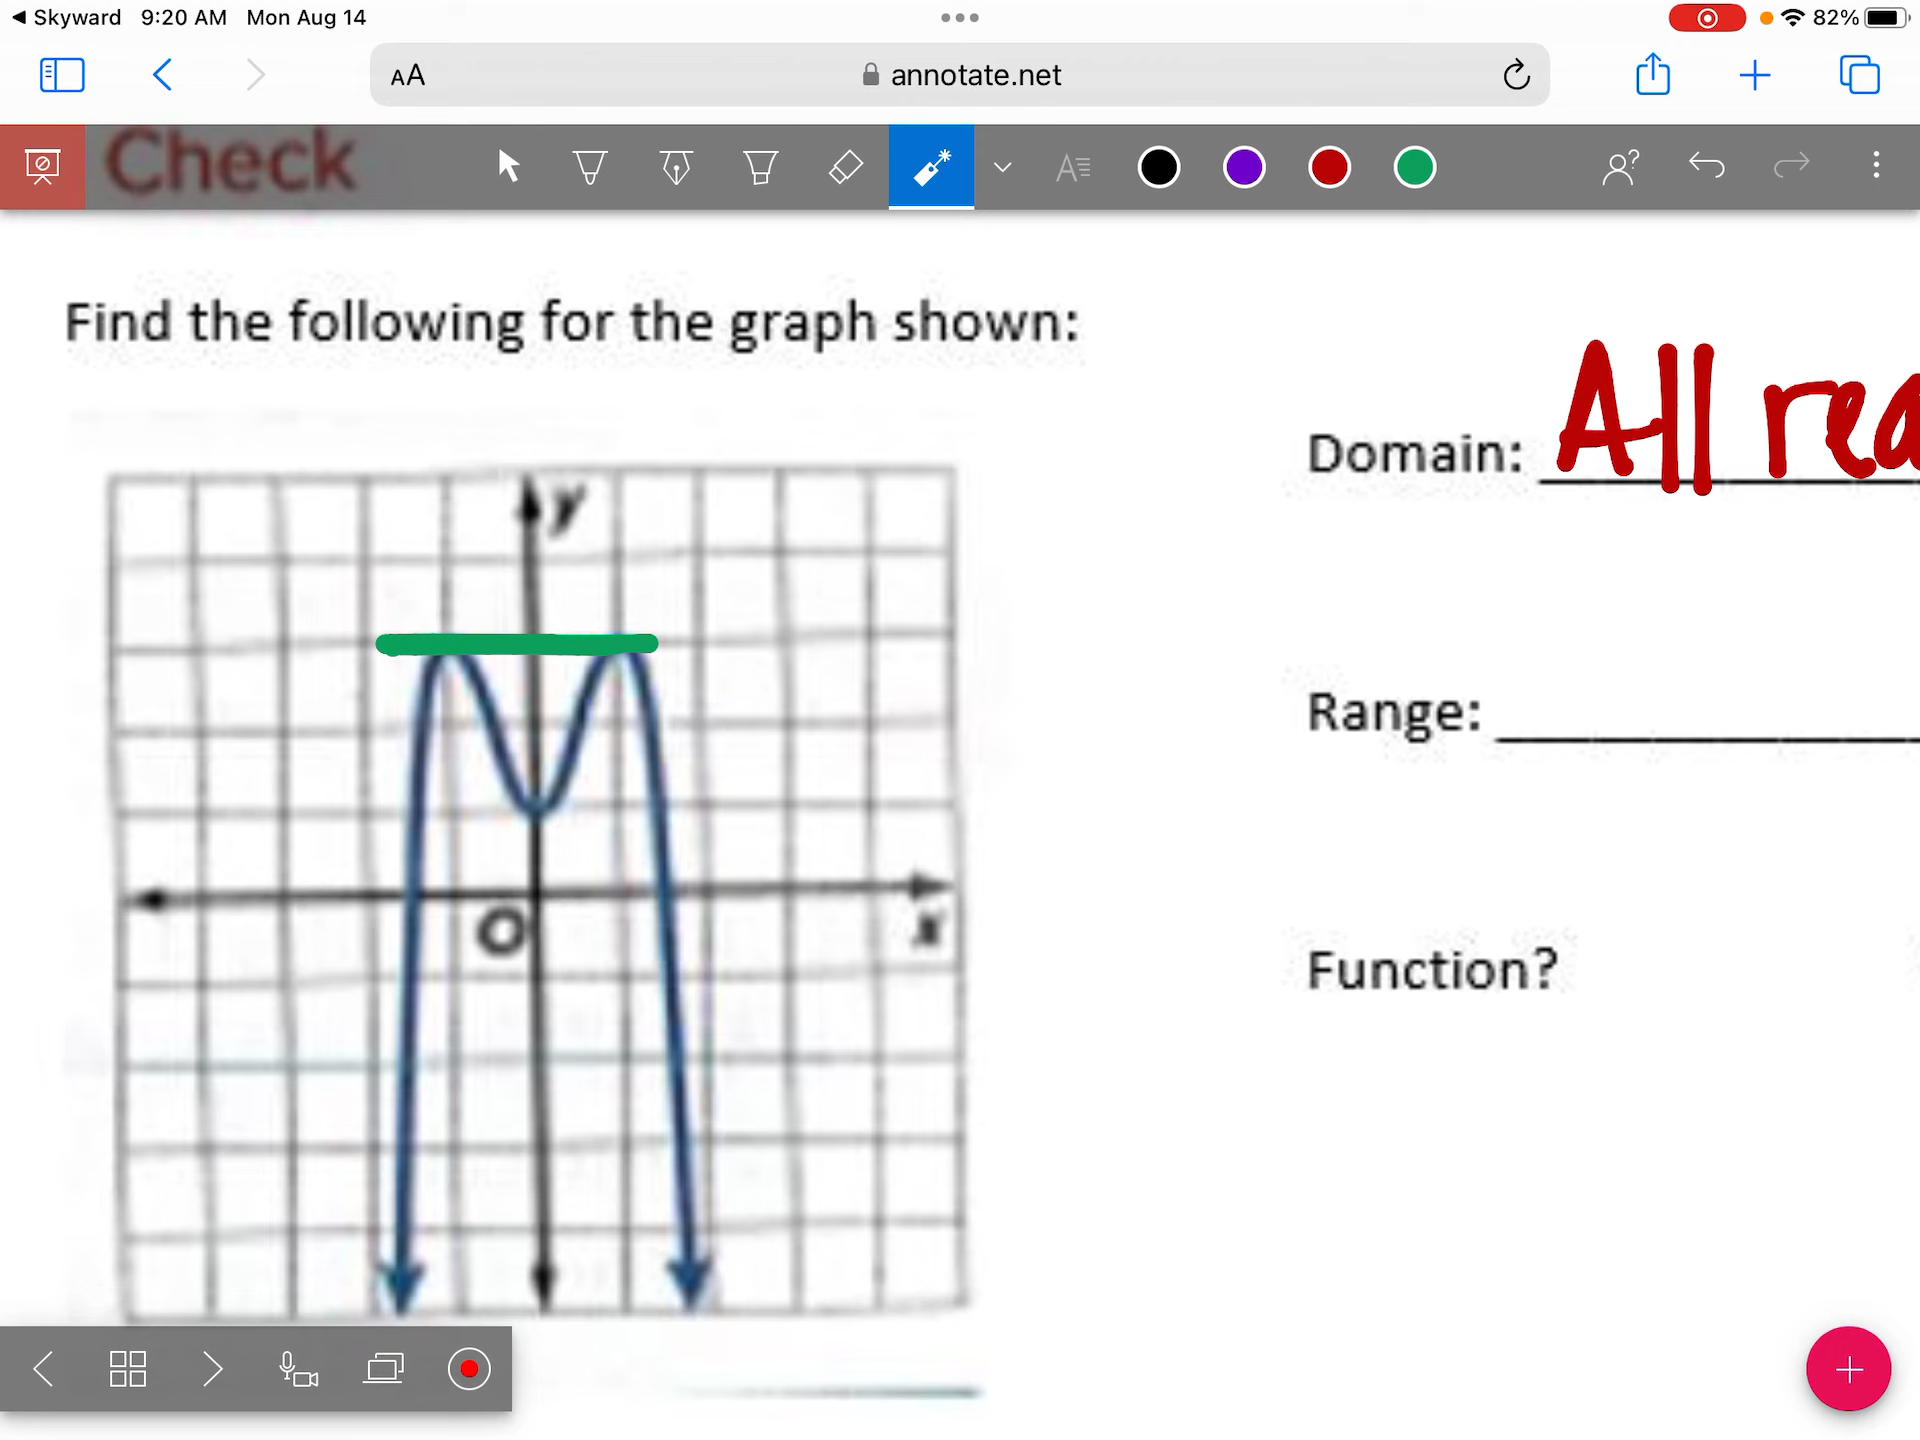 Skyward 9:20 AM Mon Aug 14
82%
AA annotate.net
Check
Find the following for the graph shown:
Domain: All rea
y
Range:
O
x
Function?